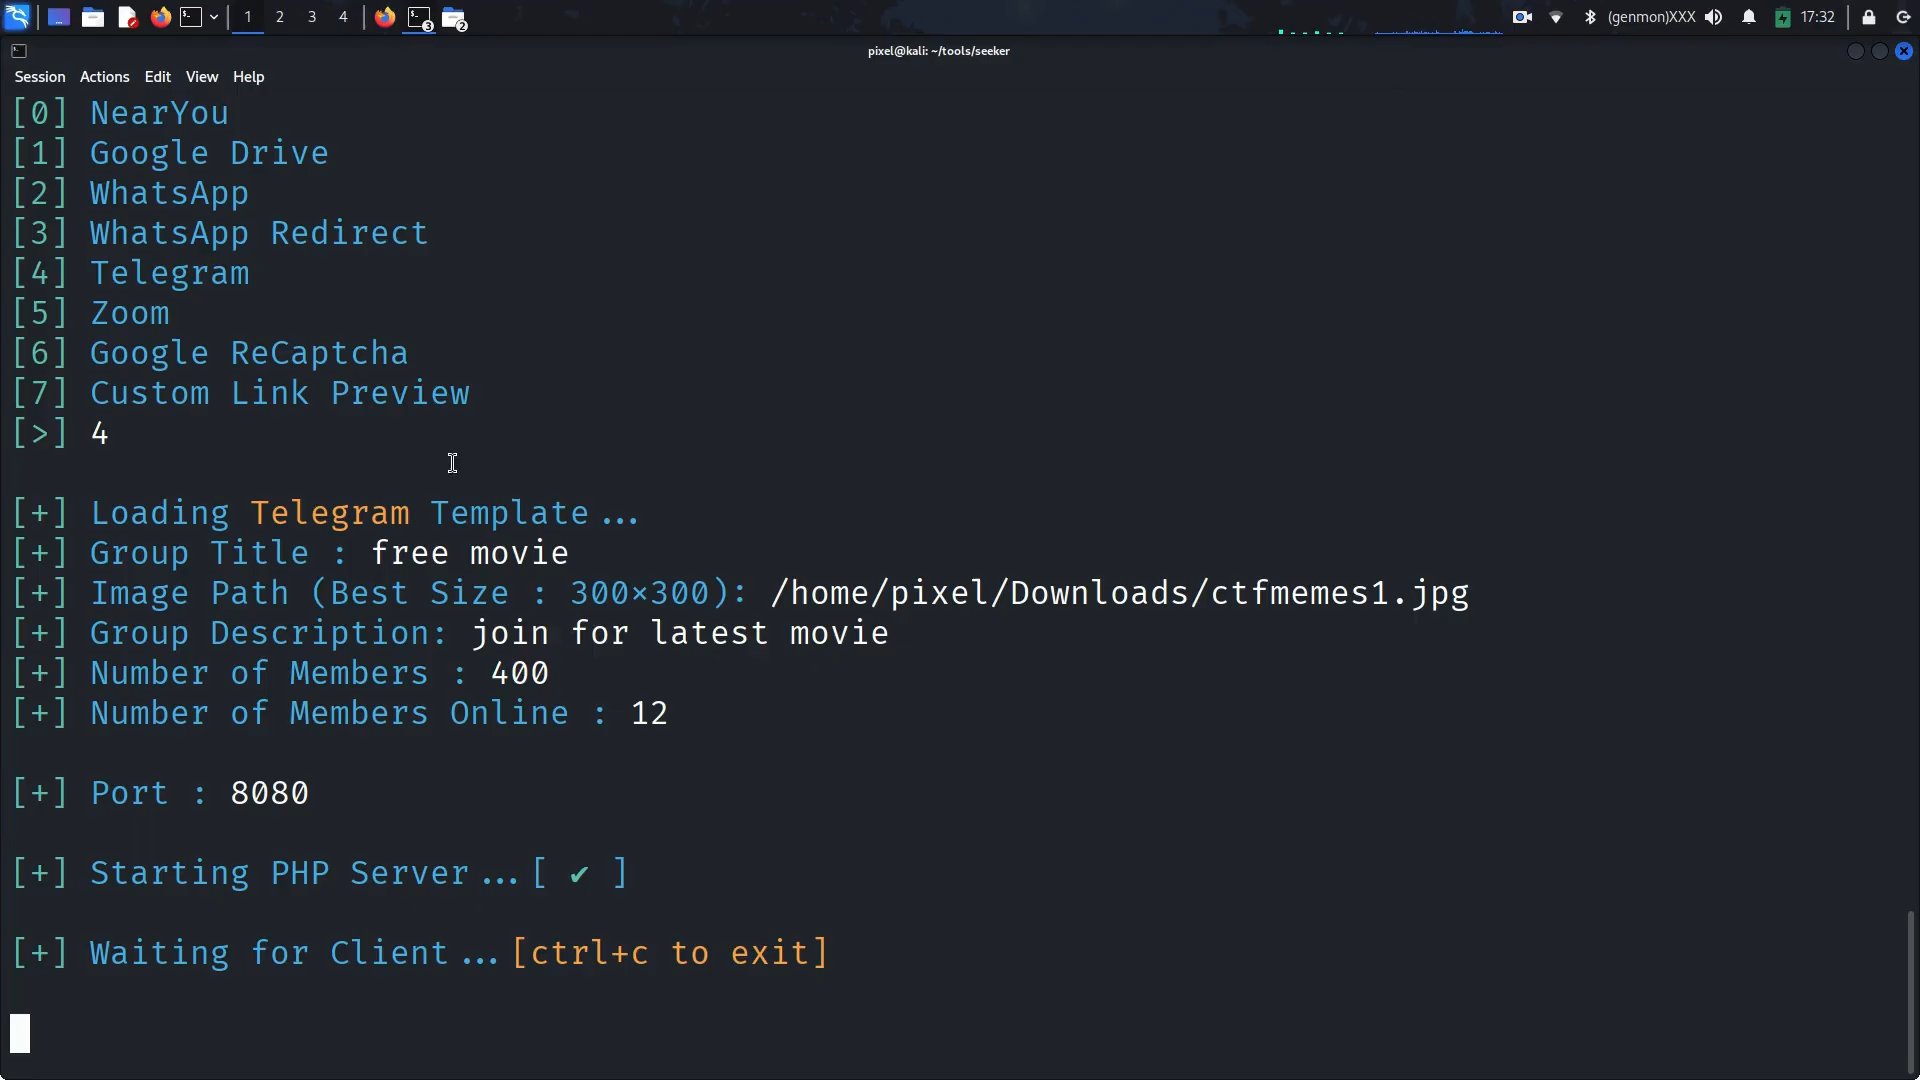 1 2 3 4 3 2 (genmon)XXX 17:32
pixel@kali: ~/tools/seeker
Session Actions Edit View Help
[0] NearYou
[1] Google Drive
[2] WhatsApp
[3] WhatsApp Redirect
[4] Telegram
[5] Zoom
[6] Google ReCaptcha
[7] Custom Link Preview
[>] 4
[+] Loading Telegram Template...
[+] Group Title : free movie
[+] Image Path (Best Size : 300×300): /home/pixel/Downloads/ctfmemes1.jpg
[+] Group Description: join for latest movie
[+] Number of Members : 400
[+] Number of Members Online : 12
[+] Port : 8080
[+] Starting PHP Server...[ ✔ ]
[+] Waiting for Client...[ctrl+c to exit]